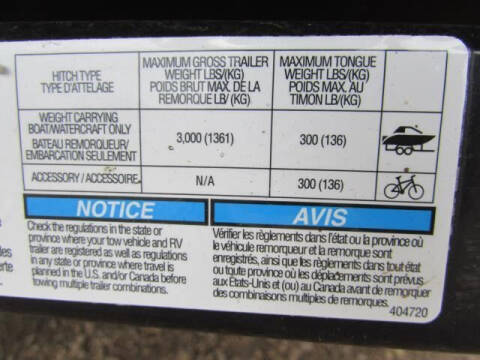 HITCH TYPE
TYPE D'ATTELAGE
MAXIMUM GROSS TRAILER
WEIGHT LBS/(KG)
POIDS BRUT MAX. DE LA
REMORQUE LB/ (KG)
MAXIMUM TONGUE
WEIGHT LBS/(KG)
POIDS MAX. AU
TIMON LB/(KG)
WEIGHT CARRYING
BOAT/WATERCRAFT ONLY
BATEAU REMORQUEUR/
EMBARCATION SEULEMENT
3,000 (1361)
300 (136)
ACCESSORY / ACCESSOIRE
N/A
300 (136)
NOTICE
Check the regulations in the state or
province where your tow vehicle and RV
trailer are registered as well as regulations
in any state or province where travel is
planned in the U.S. and/or Canada before
towing multiple trailer combinations.
AVIS
Vérifier les règlements dans l'état ou la province où
le véhicule remorqueur et la remorque sont
enregistrés, ainsi que les règlements dans tout état
ou toute province où les déplacements sont prévus
aux États-Unis et (ou) au Canada avant de remorquer
des combinaisons multiples de remorques.
404720